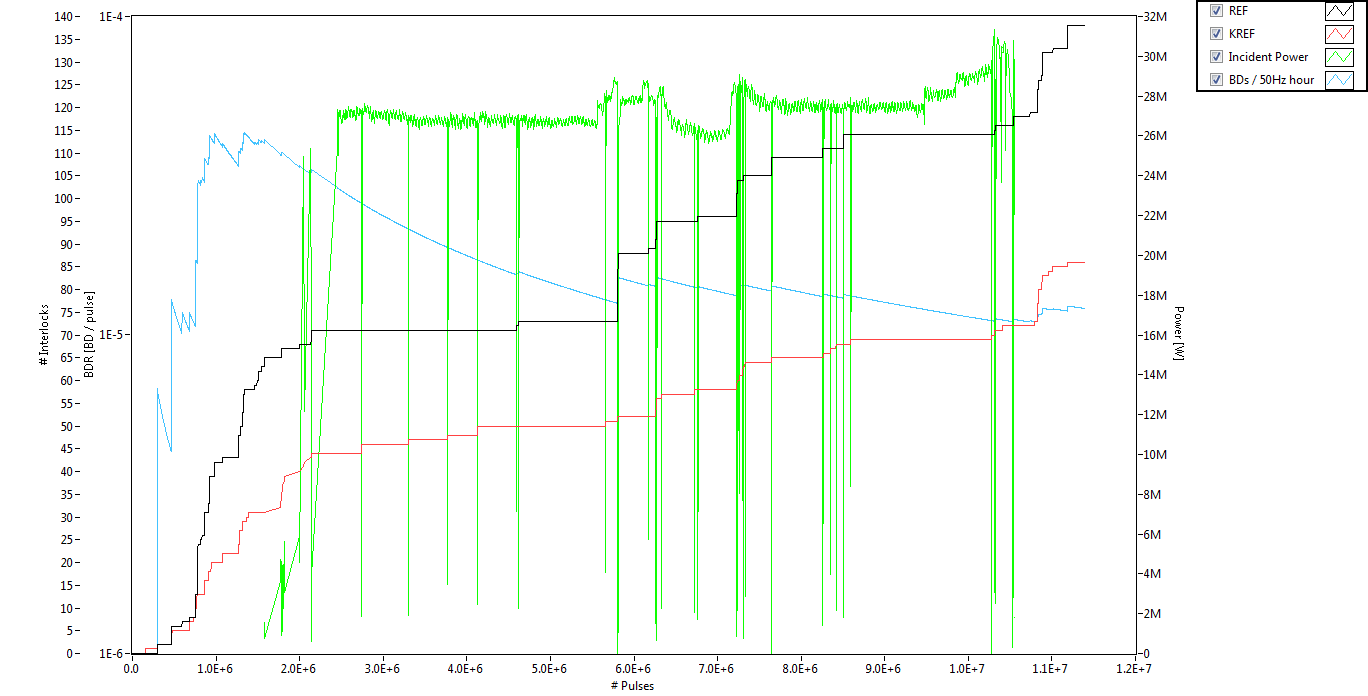 140
135
130
125
120
115
110
105
100
95
90
85
80
75
70
65
60
55
50
45
40
35
30
25
20
15
10
5
0
# Interlocks
1E-4
1E-5
1E-6
BDR [BD / pulse]
32M
30M
28M
26M
24M
22M
20M
18M
16M
14M
12M
10M
8M
6M
4M
2M
0
Power [W]
0.0 1.0E+6 2.0E+6 3.0E+6 4.0E+6 5.0E+6 6.0E+6 7.0E+6 8.0E+6 9.0E+6 1.0E+7 1.1E+7 1.2E+7
# Pulses
REF
KREF
Incident Power
BDs / 50Hz hour